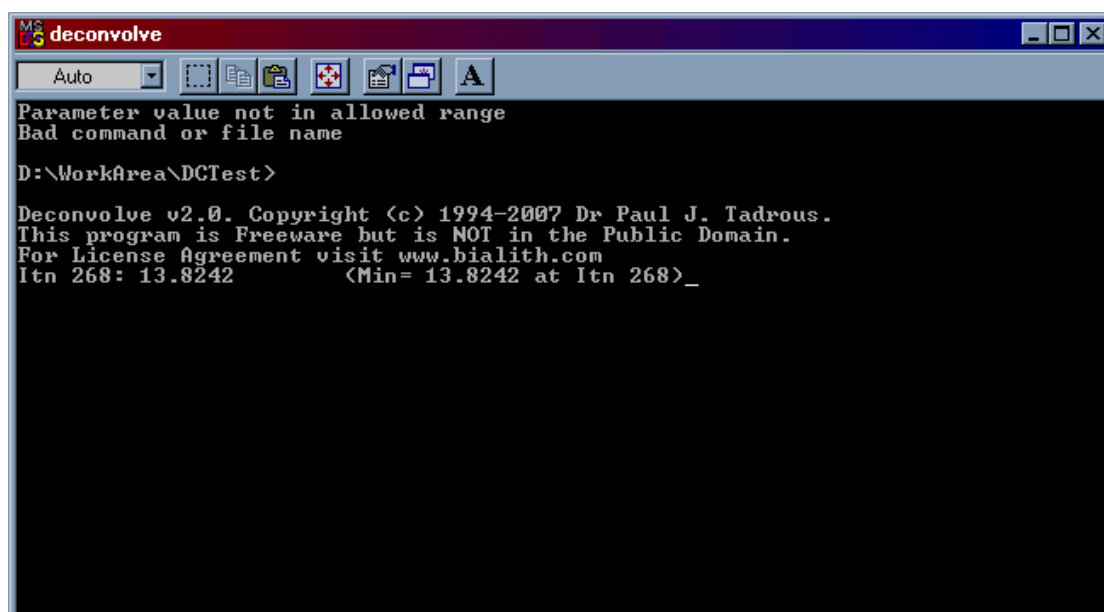 MS DOS deconvolve
Auto A
Parameter value not in allowed range
Bad command or file name
D:\WorkArea\DCTest>
Deconvolve v2.0. Copyright (c) 1994-2007 Dr Paul J. Tadrous.
This program is Freeware but is NOT in the Public Domain.
For License Agreement visit www.bialith.com
Itn 268: 13.8242 (Min= 13.8242 at Itn 268)_